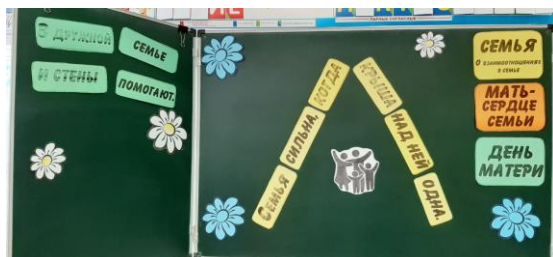 В ДРУЖНОЙ
СЕМЬЕ
И СТЕНЫ
ПОМОГАЮТ.
СЕМЬЯ
СИЛЬНА,
КОГДА
КРЫША
НАД НЕЙ
ОДНА.
СЕМЬЯ
О ВЗАИМООТНОШЕНИЯХ
В СЕМЬЕ
МАТЬ-
СЕРДЦЕ
СЕМЬИ
ДЕНЬ
МАТЕРИ